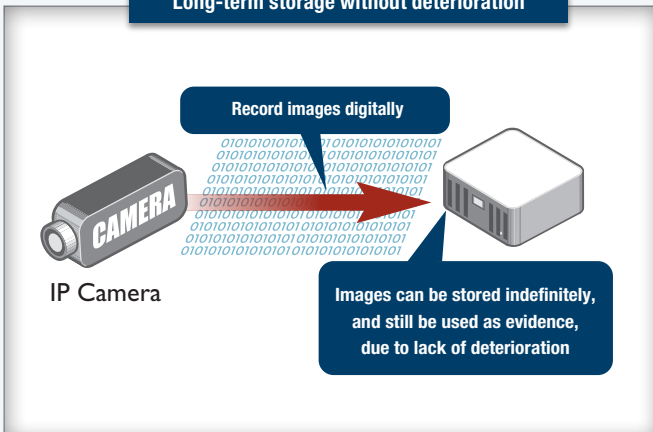 Long-term storage without deterioration
Record images digitally
CAMERA
IP Camera
Images can be stored indefinitely,
and still be used as evidence,
due to lack of deterioration